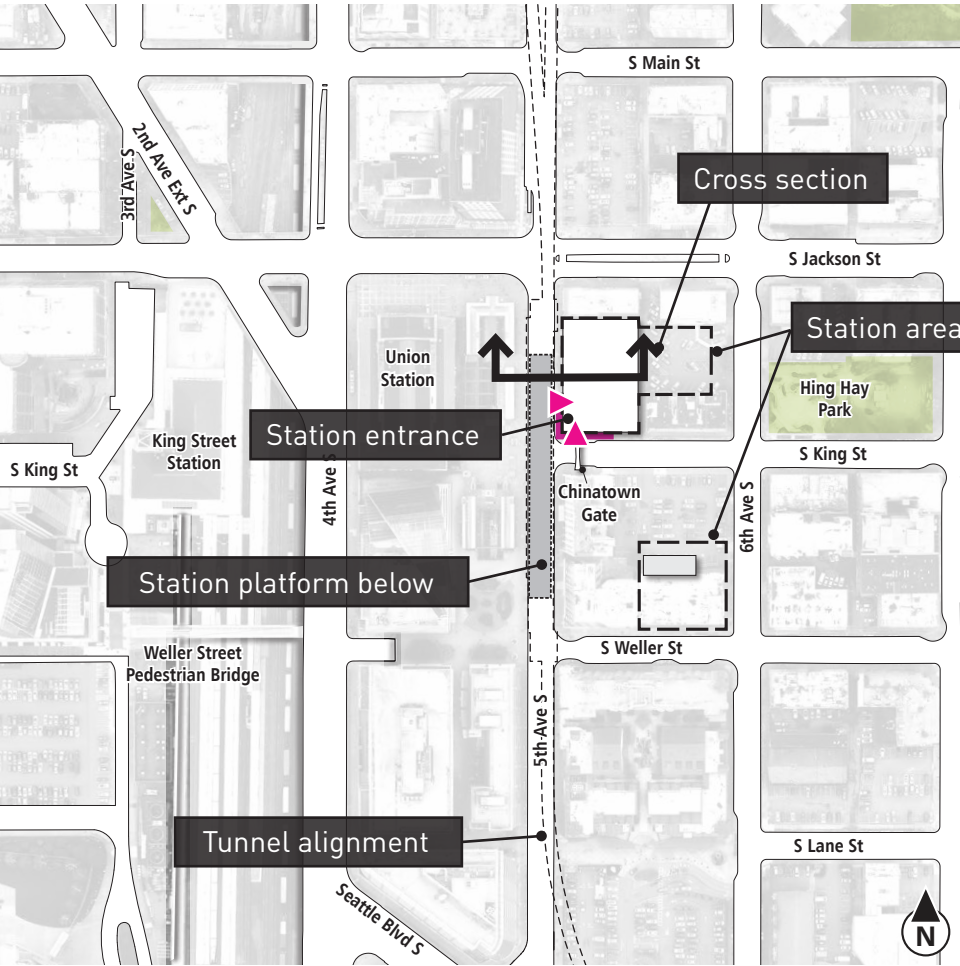 S Main St
3rd Ave S
2nd Ave Ext S
Cross section
S Jackson St
Station area
Union
Station
Hing Hay
Park
Station entrance
King Street
Station
S King St
S King St
4th Ave S
Chinatown
Gate
6th Ave S
Station platform below
S Weller St
Weller Street
Pedestrian Bridge
5th Ave S
Tunnel alignment
S Lane St
Seattle Blvd S
N